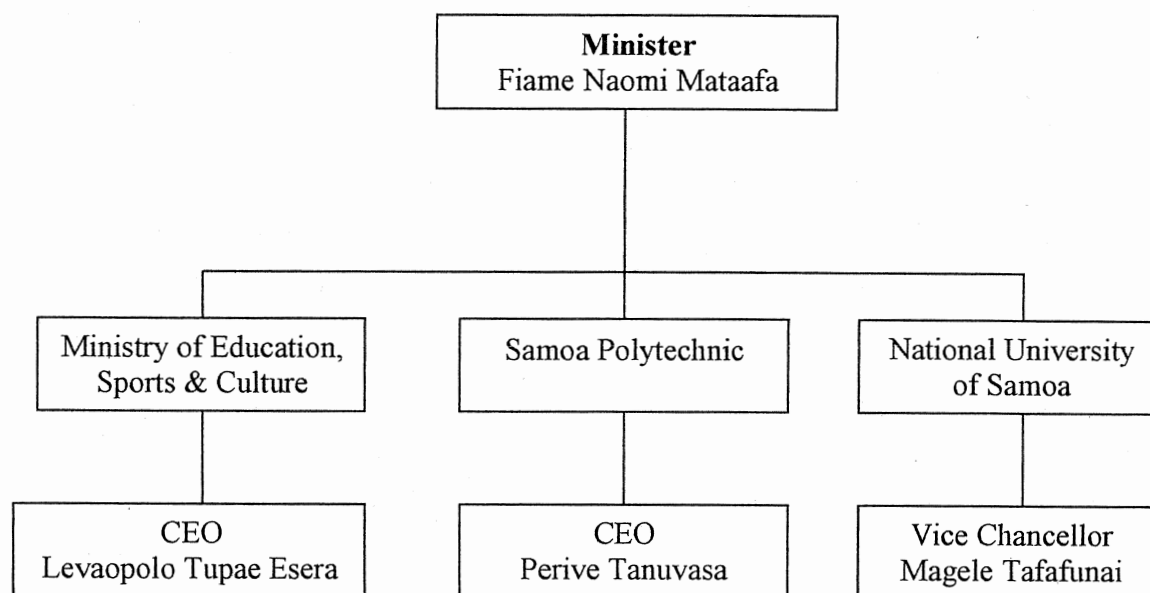 Minister
Fiame Naomi Mataafa
Ministry of Education,
Sports & Culture
Samoa Polytechnic
National University
of Samoa
CEO
Levaopolo Tupae Esera
CEO
Perive Tanuvasa
Vice Chancellor
Magele Tafafunai